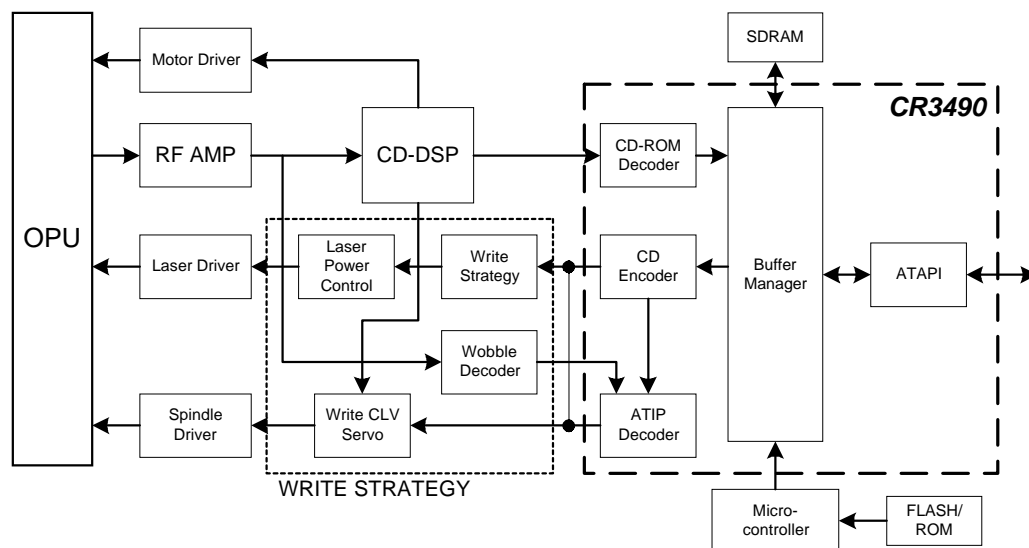 SDRAM
Motor Driver
CR3490
RF AMP
CD-DSP
CD-ROM
Decoder
OPU
Laser Driver
Laser
Power
Control
Write
Strategy
CD
Encoder
Buffer
Manager
ATAPI
Wobble
Decoder
Spindle
Driver
Write CLV
Servo
ATIP
Decoder
WRITE STRATEGY
Micro-
controller
FLASH/
ROM